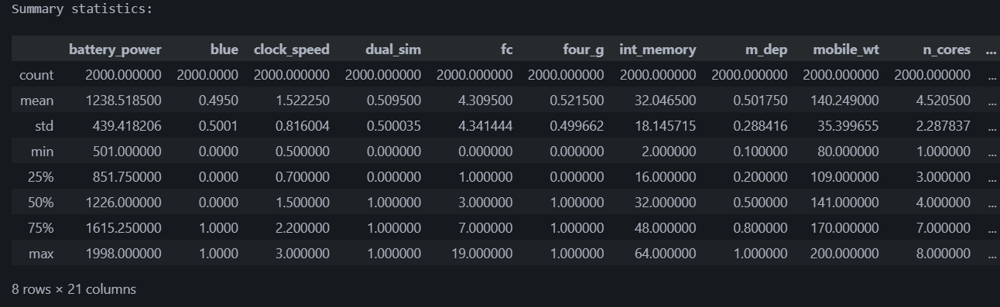 Summary statistics:
battery_power blue clock_speed dual_sim fc four_g int_memory m_dep mobile_wt n_cores ...
count 2000.000000 2000.0000 2000.000000 2000.000000 2000.000000 2000.000000 2000.000000 2000.000000 2000.000000 2000.000000 ...
mean 1238.518500 0.4950 1.522250 0.509500 4.309500 0.521500 32.046500 0.501750 140.249000 4.520500 ...
std 439.418206 0.5001 0.816004 0.500035 4.341444 0.499662 18.145715 0.288416 35.399655 2.287837 ...
min 501.000000 0.0000 0.500000 0.000000 0.000000 0.000000 2.000000 0.100000 80.000000 1.000000 ...
25% 851.750000 0.0000 0.700000 0.000000 1.000000 0.000000 16.000000 0.200000 109.000000 3.000000 ...
50% 1226.000000 0.0000 1.500000 1.000000 3.000000 1.000000 32.000000 0.500000 141.000000 4.000000 ...
75% 1615.250000 1.0000 2.200000 1.000000 7.000000 1.000000 48.000000 0.800000 170.000000 7.000000 ...
max 1998.000000 1.0000 3.000000 1.000000 19.000000 1.000000 64.000000 1.000000 200.000000 8.000000 ...
8 rows × 21 columns